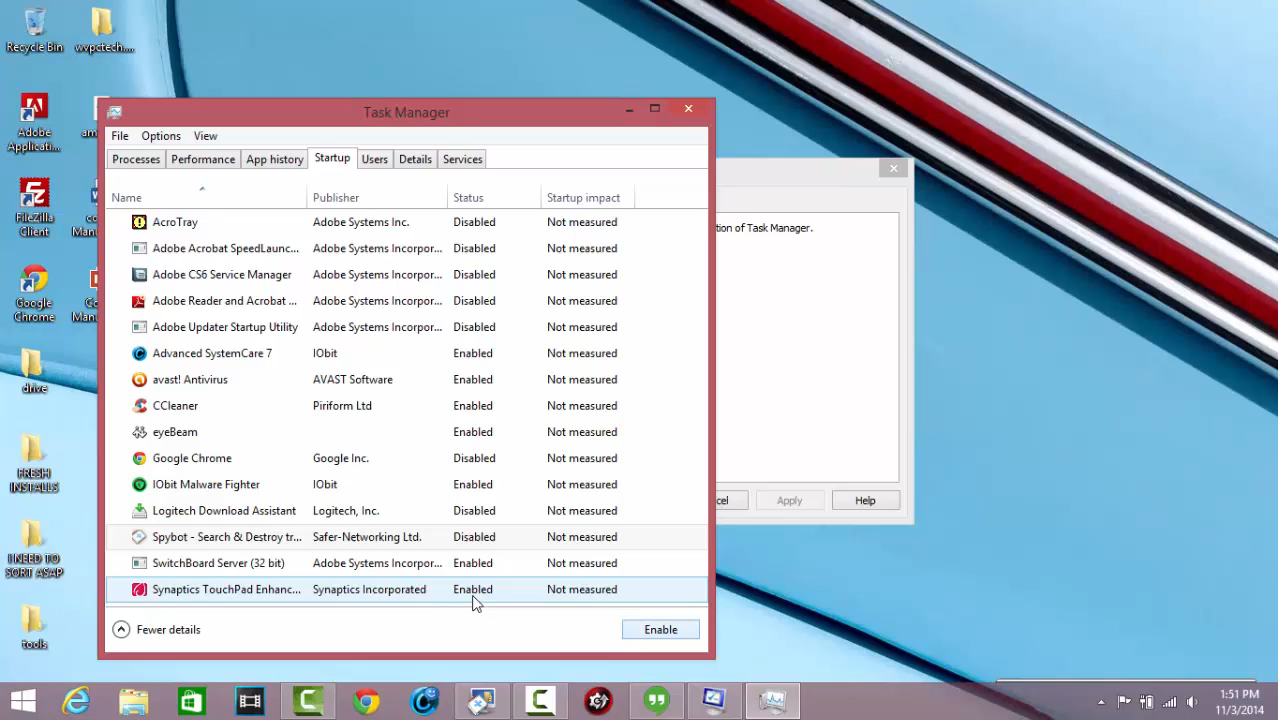 Recycle Bin
wvpctech....
Adobe
Applicati...
FileZilla
Client
Google
Chrome
drive
FRESH
INSTALLS
I NEED TO
SORT ASAP
tools
Task Manager
File Options View
Processes Performance App history Startup Users Details Services
Name Publisher Status Startup impact
AcroTray Adobe Systems Inc. Disabled Not measured
Adobe Acrobat SpeedLaunc... Adobe Systems Incorpor... Disabled Not measured
Adobe CS6 Service Manager Adobe Systems Incorpor... Disabled Not measured
Adobe Reader and Acrobat ... Adobe Systems Incorpor... Disabled Not measured
Adobe Updater Startup Utility Adobe Systems Incorpor... Disabled Not measured
Advanced SystemCare 7 IObit Enabled Not measured
avast! Antivirus AVAST Software Enabled Not measured
CCleaner Piriform Ltd Enabled Not measured
eyeBeam Enabled Not measured
Google Chrome Google Inc. Disabled Not measured
IObit Malware Fighter IObit Enabled Not measured
Logitech Download Assistant Logitech, Inc. Disabled Not measured
Spybot - Search & Destroy tr... Safer-Networking Ltd. Disabled Not measured
SwitchBoard Server (32 bit) Adobe Systems Incorpor... Enabled Not measured
Synaptics TouchPad Enhanc... Synaptics Incorporated Enabled Not measured
Fewer details Enable
tion of Task Manager.
cel Apply Help
1:51 PM
11/3/2014